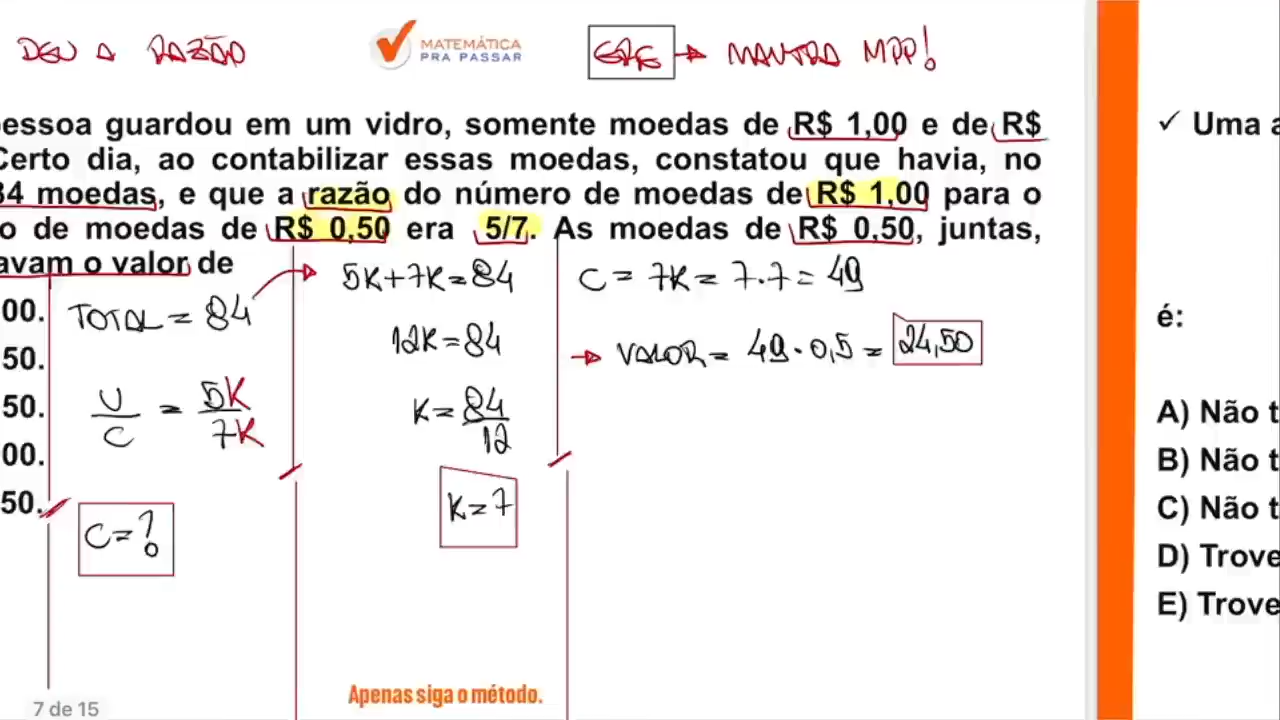 DEU A RAZÃO
MATEMÁTICA
PRA PASSAR
→ MANTRA MPP!
pessoa guardou em um vidro, somente moedas de R$ 1,00 e de R$
Certo dia, ao contabilizar essas moedas, constatou que havia, no
84 moedas, e que a razão do número de moedas de R$ 1,00 para o
o de moedas de R$ 0,50 era 5/7. As moedas de R$ 0,50, juntas,
avam o valor de
00.
50.
50.
00.
50.
TOTAL = 84
U/C = 5K/7K
C = ?
5K+7K=84
12K=84
K=84/12
K=7
C = 7K = 7.7 = 49
→ VALOR = 49 . 0,5 = 24,50
✓ Uma a
é:
A) Não t
B) Não t
C) Não t
D) Trove
E) Trove
Apenas siga o método.
7 de 15